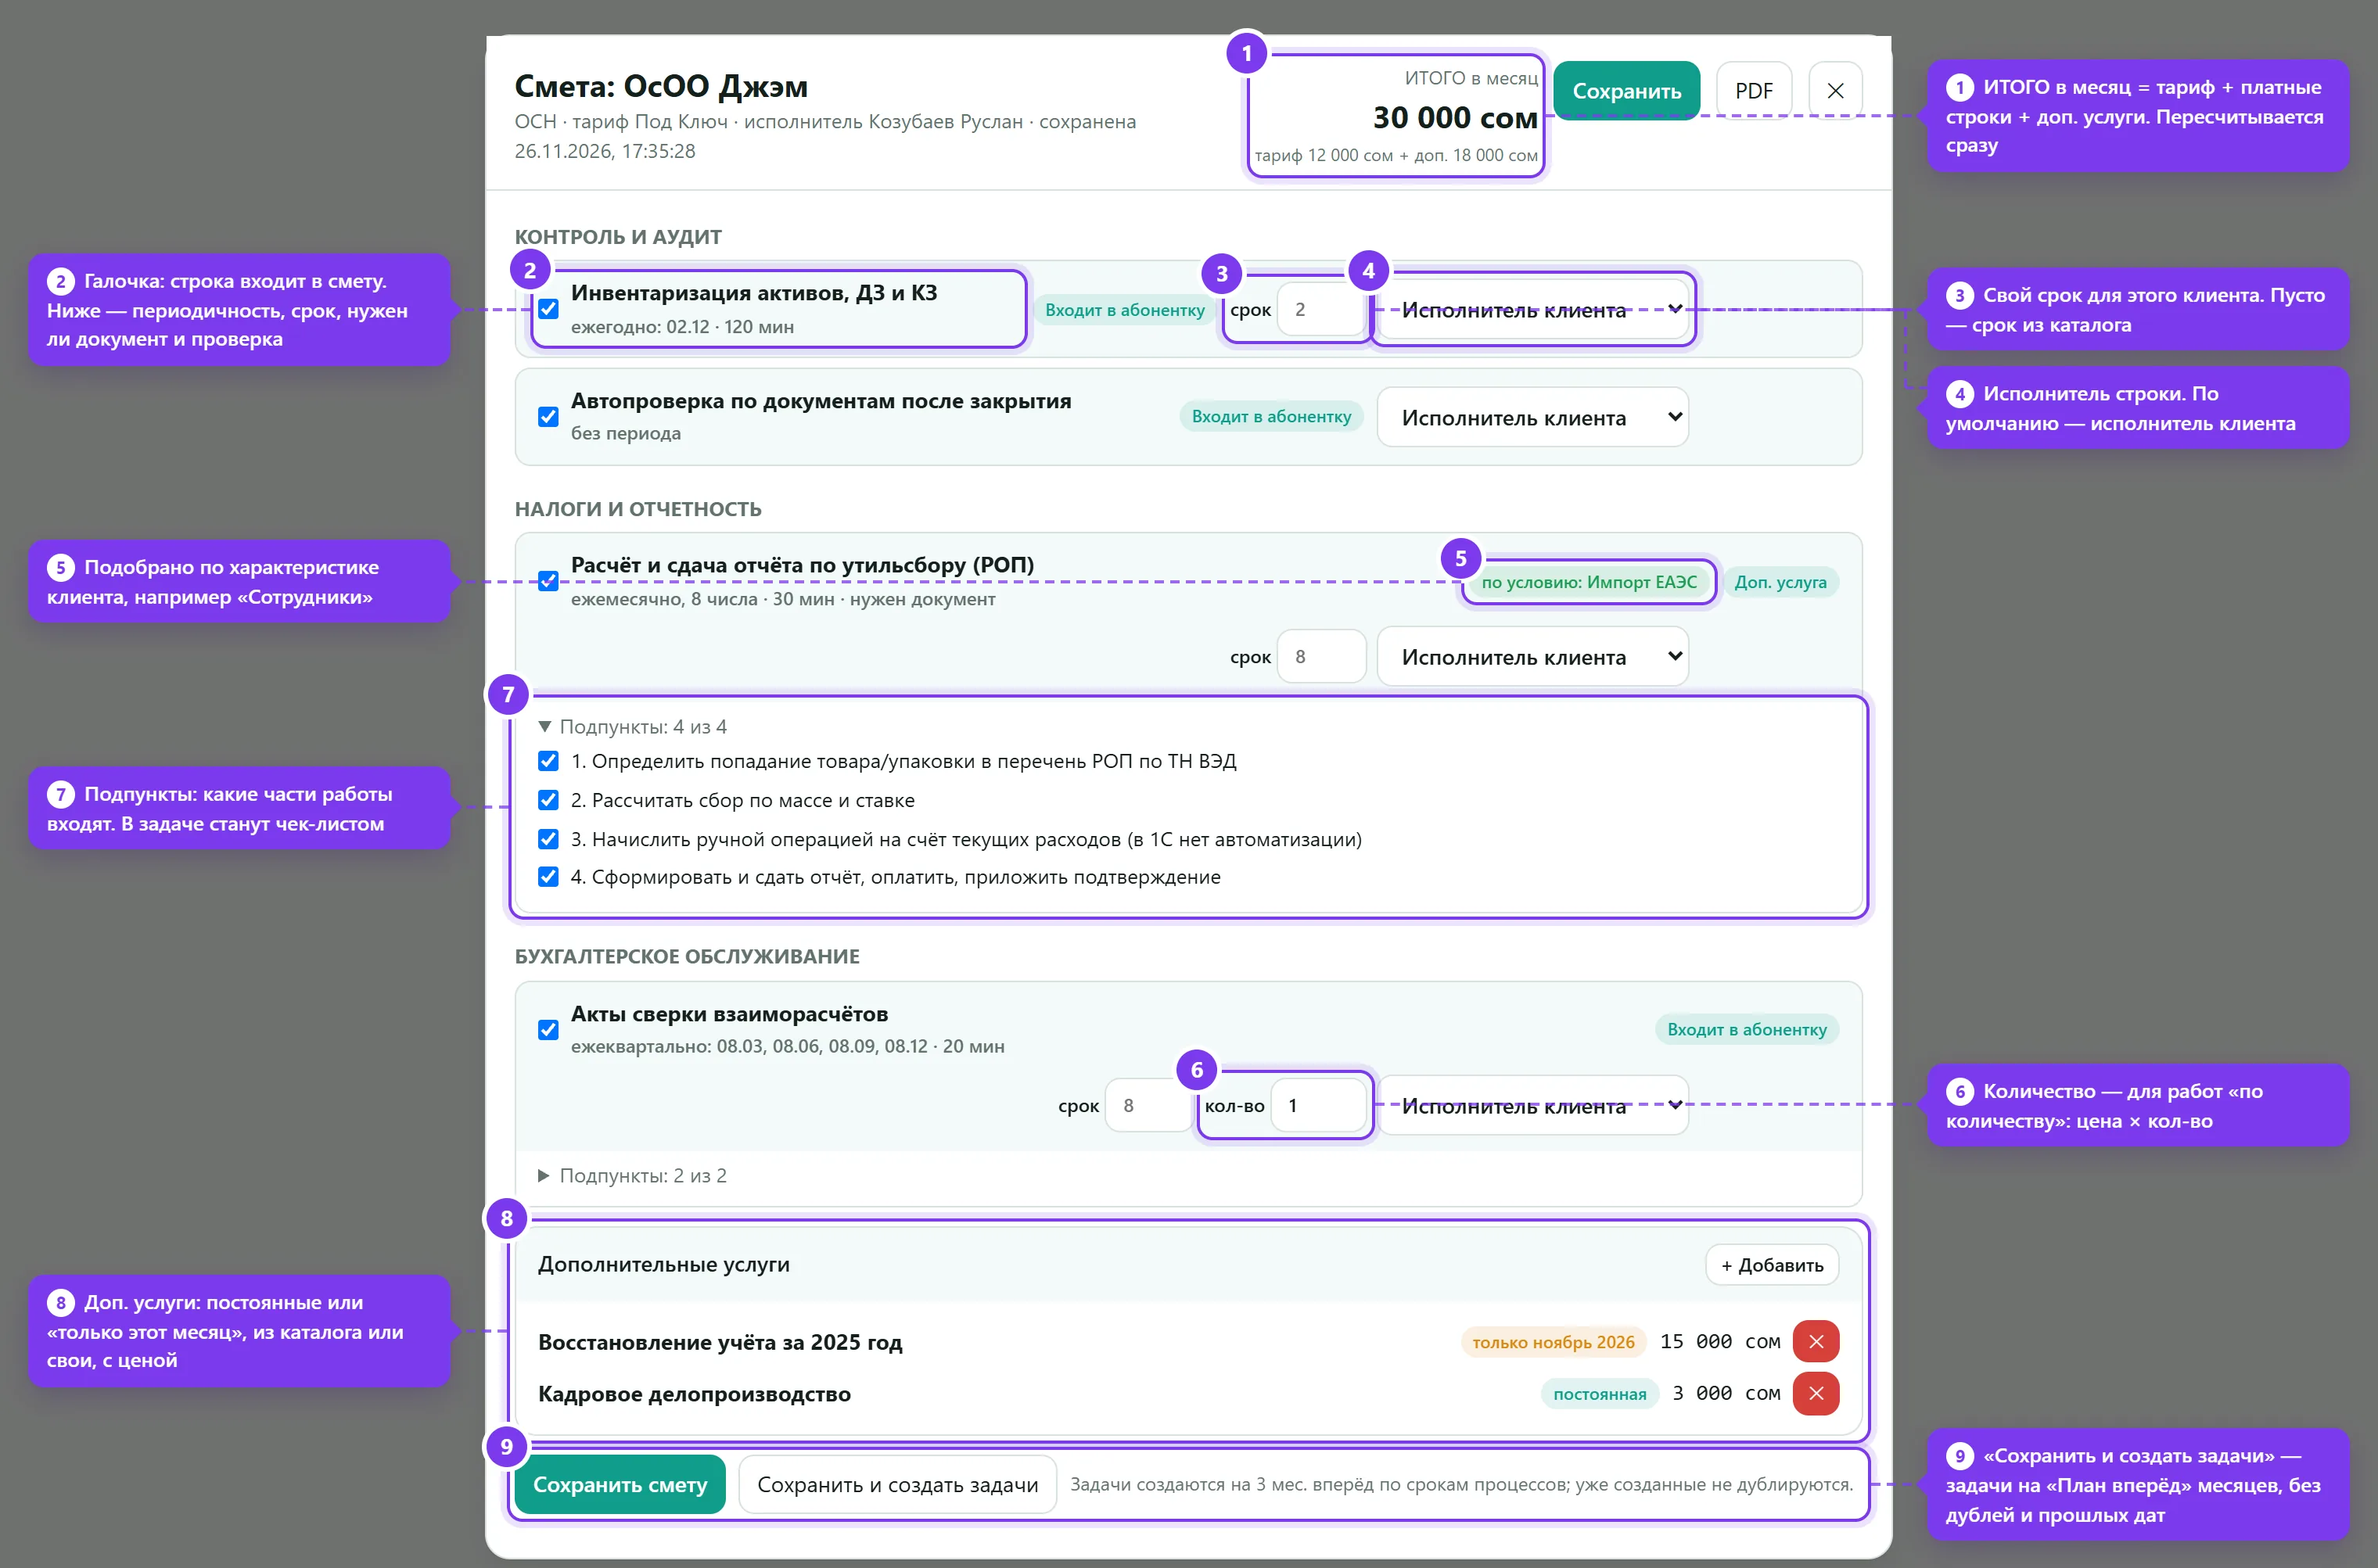 1
Смета: ОсОО Джэм
ОСН · тариф Под Ключ · исполнитель Козубаев Руслан · сохранена
26.11.2026, 17:35:28
ИТОГО в месяц
30 000 сом
тариф 12 000 сом + доп. 18 000 сом
Сохранить
PDF
1 ИТОГО в месяц = тариф + платные
строки + доп. услуги. Пересчитывается
сразу
КОНТРОЛЬ И АУДИТ
2 Галочка: строка входит в смету.
Ниже — периодичность, срок, нужен
ли документ и проверка
2
Инвентаризация активов, ДЗ и КЗ
ежегодно: 02.12 · 120 мин
Входит в абонентку
3
срок 2
4
Исполнитель клиента
3 Свой срок для этого клиента. Пусто
— срок из каталога
4 Исполнитель строки. По
умолчанию — исполнитель клиента
Автопроверка по документам после закрытия
без периода
Входит в абонентку
Исполнитель клиента
НАЛОГИ И ОТЧЕТНОСТЬ
5 Подобрано по характеристике
клиента, например «Сотрудники»
Расчёт и сдача отчёта по утильсбору (РОП)
ежемесячно, 8 числа · 30 мин · нужен документ
5
по условию: Импорт ЕАЭС
Доп. услуга
срок 8
Исполнитель клиента
7
7 Подпункты: какие части работы
входят. В задаче станут чек-листом
Подпункты: 4 из 4
1. Определить попадание товара/упаковки в перечень РОП по ТН ВЭД
2. Рассчитать сбор по массе и ставке
3. Начислить ручной операцией на счёт текущих расходов (в 1С нет автоматизации)
4. Сформировать и сдать отчёт, оплатить, приложить подтверждение
БУХГАЛТЕРСКОЕ ОБСЛУЖИВАНИЕ
Акты сверки взаиморасчётов
ежеквартально: 08.03, 08.06, 08.09, 08.12 · 20 мин
Входит в абонентку
срок 8
6
кол-во 1
Исполнитель клиента
6 Количество — для работ «по
количеству»: цена × кол-во
Подпункты: 2 из 2
8
8 Доп. услуги: постоянные или
«только этот месяц», из каталога или
свои, с ценой
Дополнительные услуги
+ Добавить
Восстановление учёта за 2025 год
только ноябрь 2026
15 000 сом
Кадровое делопроизводство
постоянная
3 000 сом
9
Сохранить смету
Сохранить и создать задачи
Задачи создаются на 3 мес. вперёд по срокам процессов; уже созданные не дублируются.
9 «Сохранить и создать задачи» —
задачи на «План вперёд» месяцев, без
дублей и прошлых дат